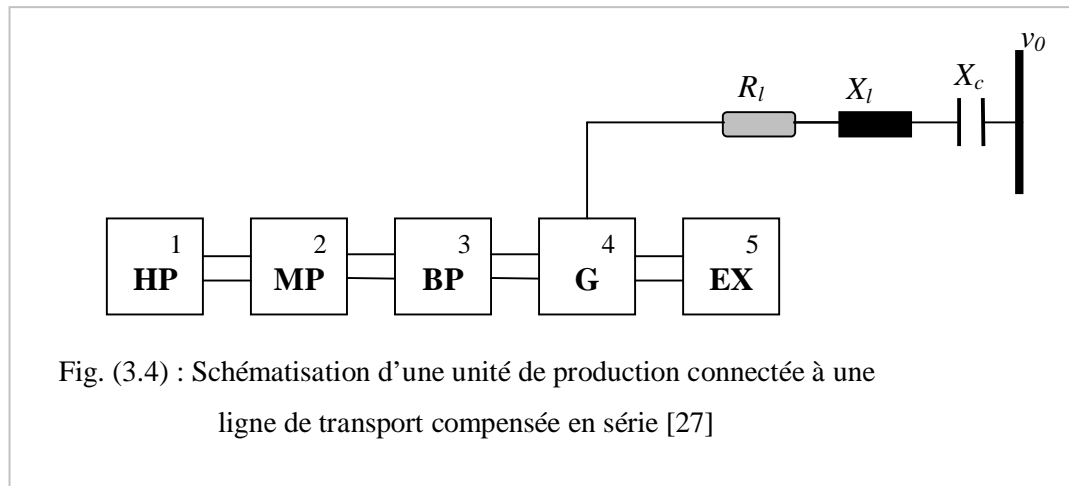 v0
Xc
Rl
Xl
1
2
3
4
5
HP
MP
BP
G
EX
Fig. (3.4) : Schématisation d’une unité de production connectée à une
ligne de transport compensée en série [27]